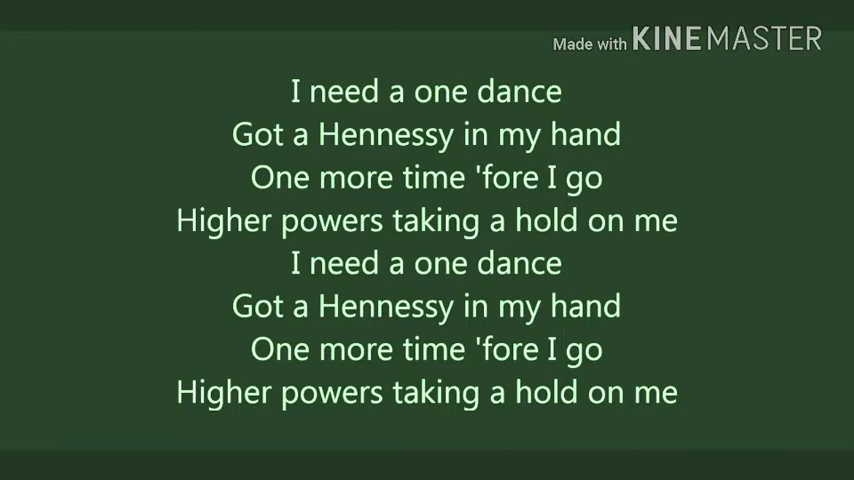 Made with KINEMASTER
I need a one dance
Got a Hennessy in my hand
One more time 'fore I go
Higher powers taking a hold on me
I need a one dance
Got a Hennessy in my hand
One more time 'fore I go
Higher powers taking a hold on me